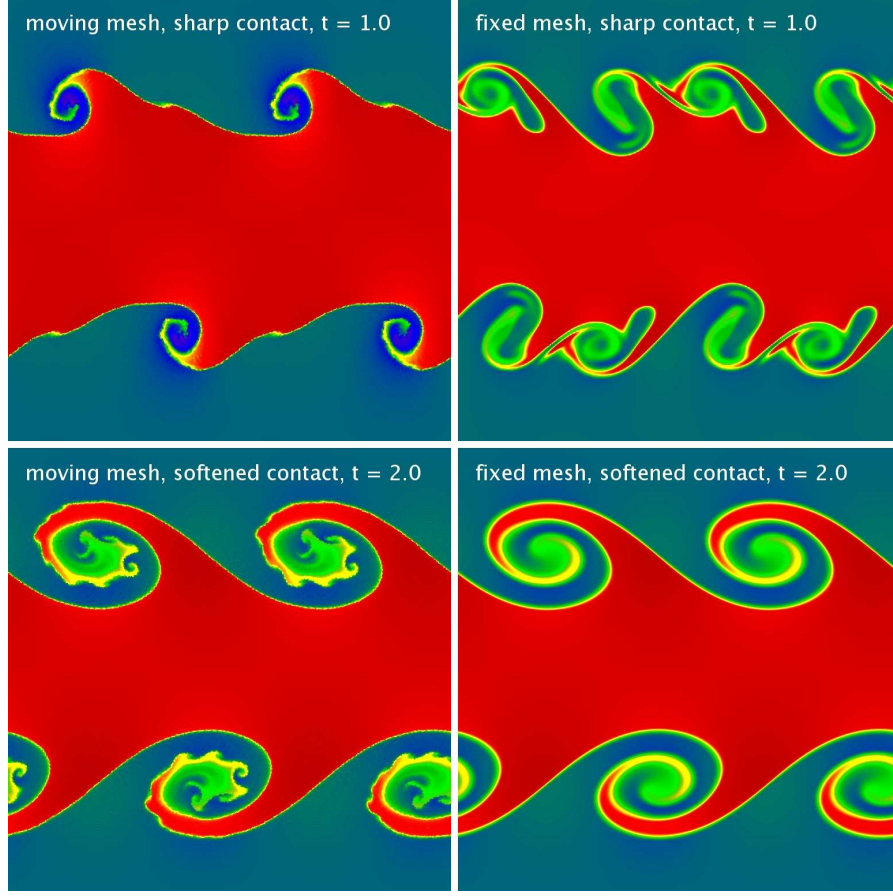 moving mesh, sharp contact, t = 1.0
fixed mesh, sharp contact, t = 1.0
moving mesh, softened contact, t = 2.0
fixed mesh, softened contact, t = 2.0